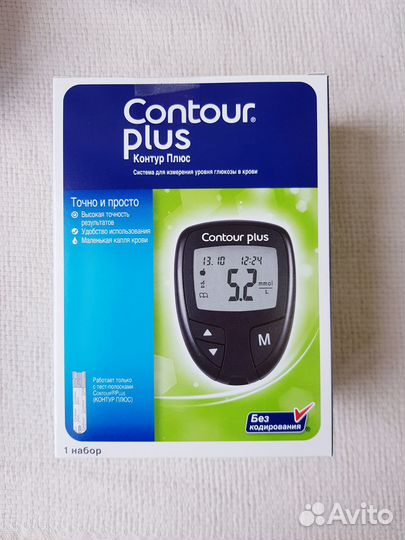 Contour®
plus
Контур Плюс
Система для измерения уровня глюкозы в крови
Точно и просто
Высокая точность
результатов
Удобство использования
Маленькая капля крови
Contour plus
13.10 12:24
5.2 mmol
L
M
Работает только
с тест-полосками
Contour®Plus
(КОНТУР ПЛЮС)
Без
кодирования®
1 набор
Avito